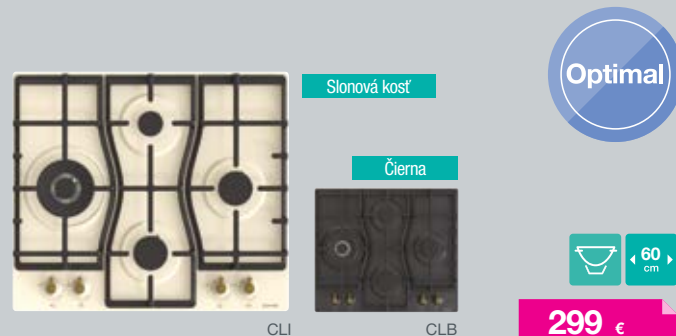 Optimal
Slonová kosť
Čierna
60
cm
CLI
CLB
299 €